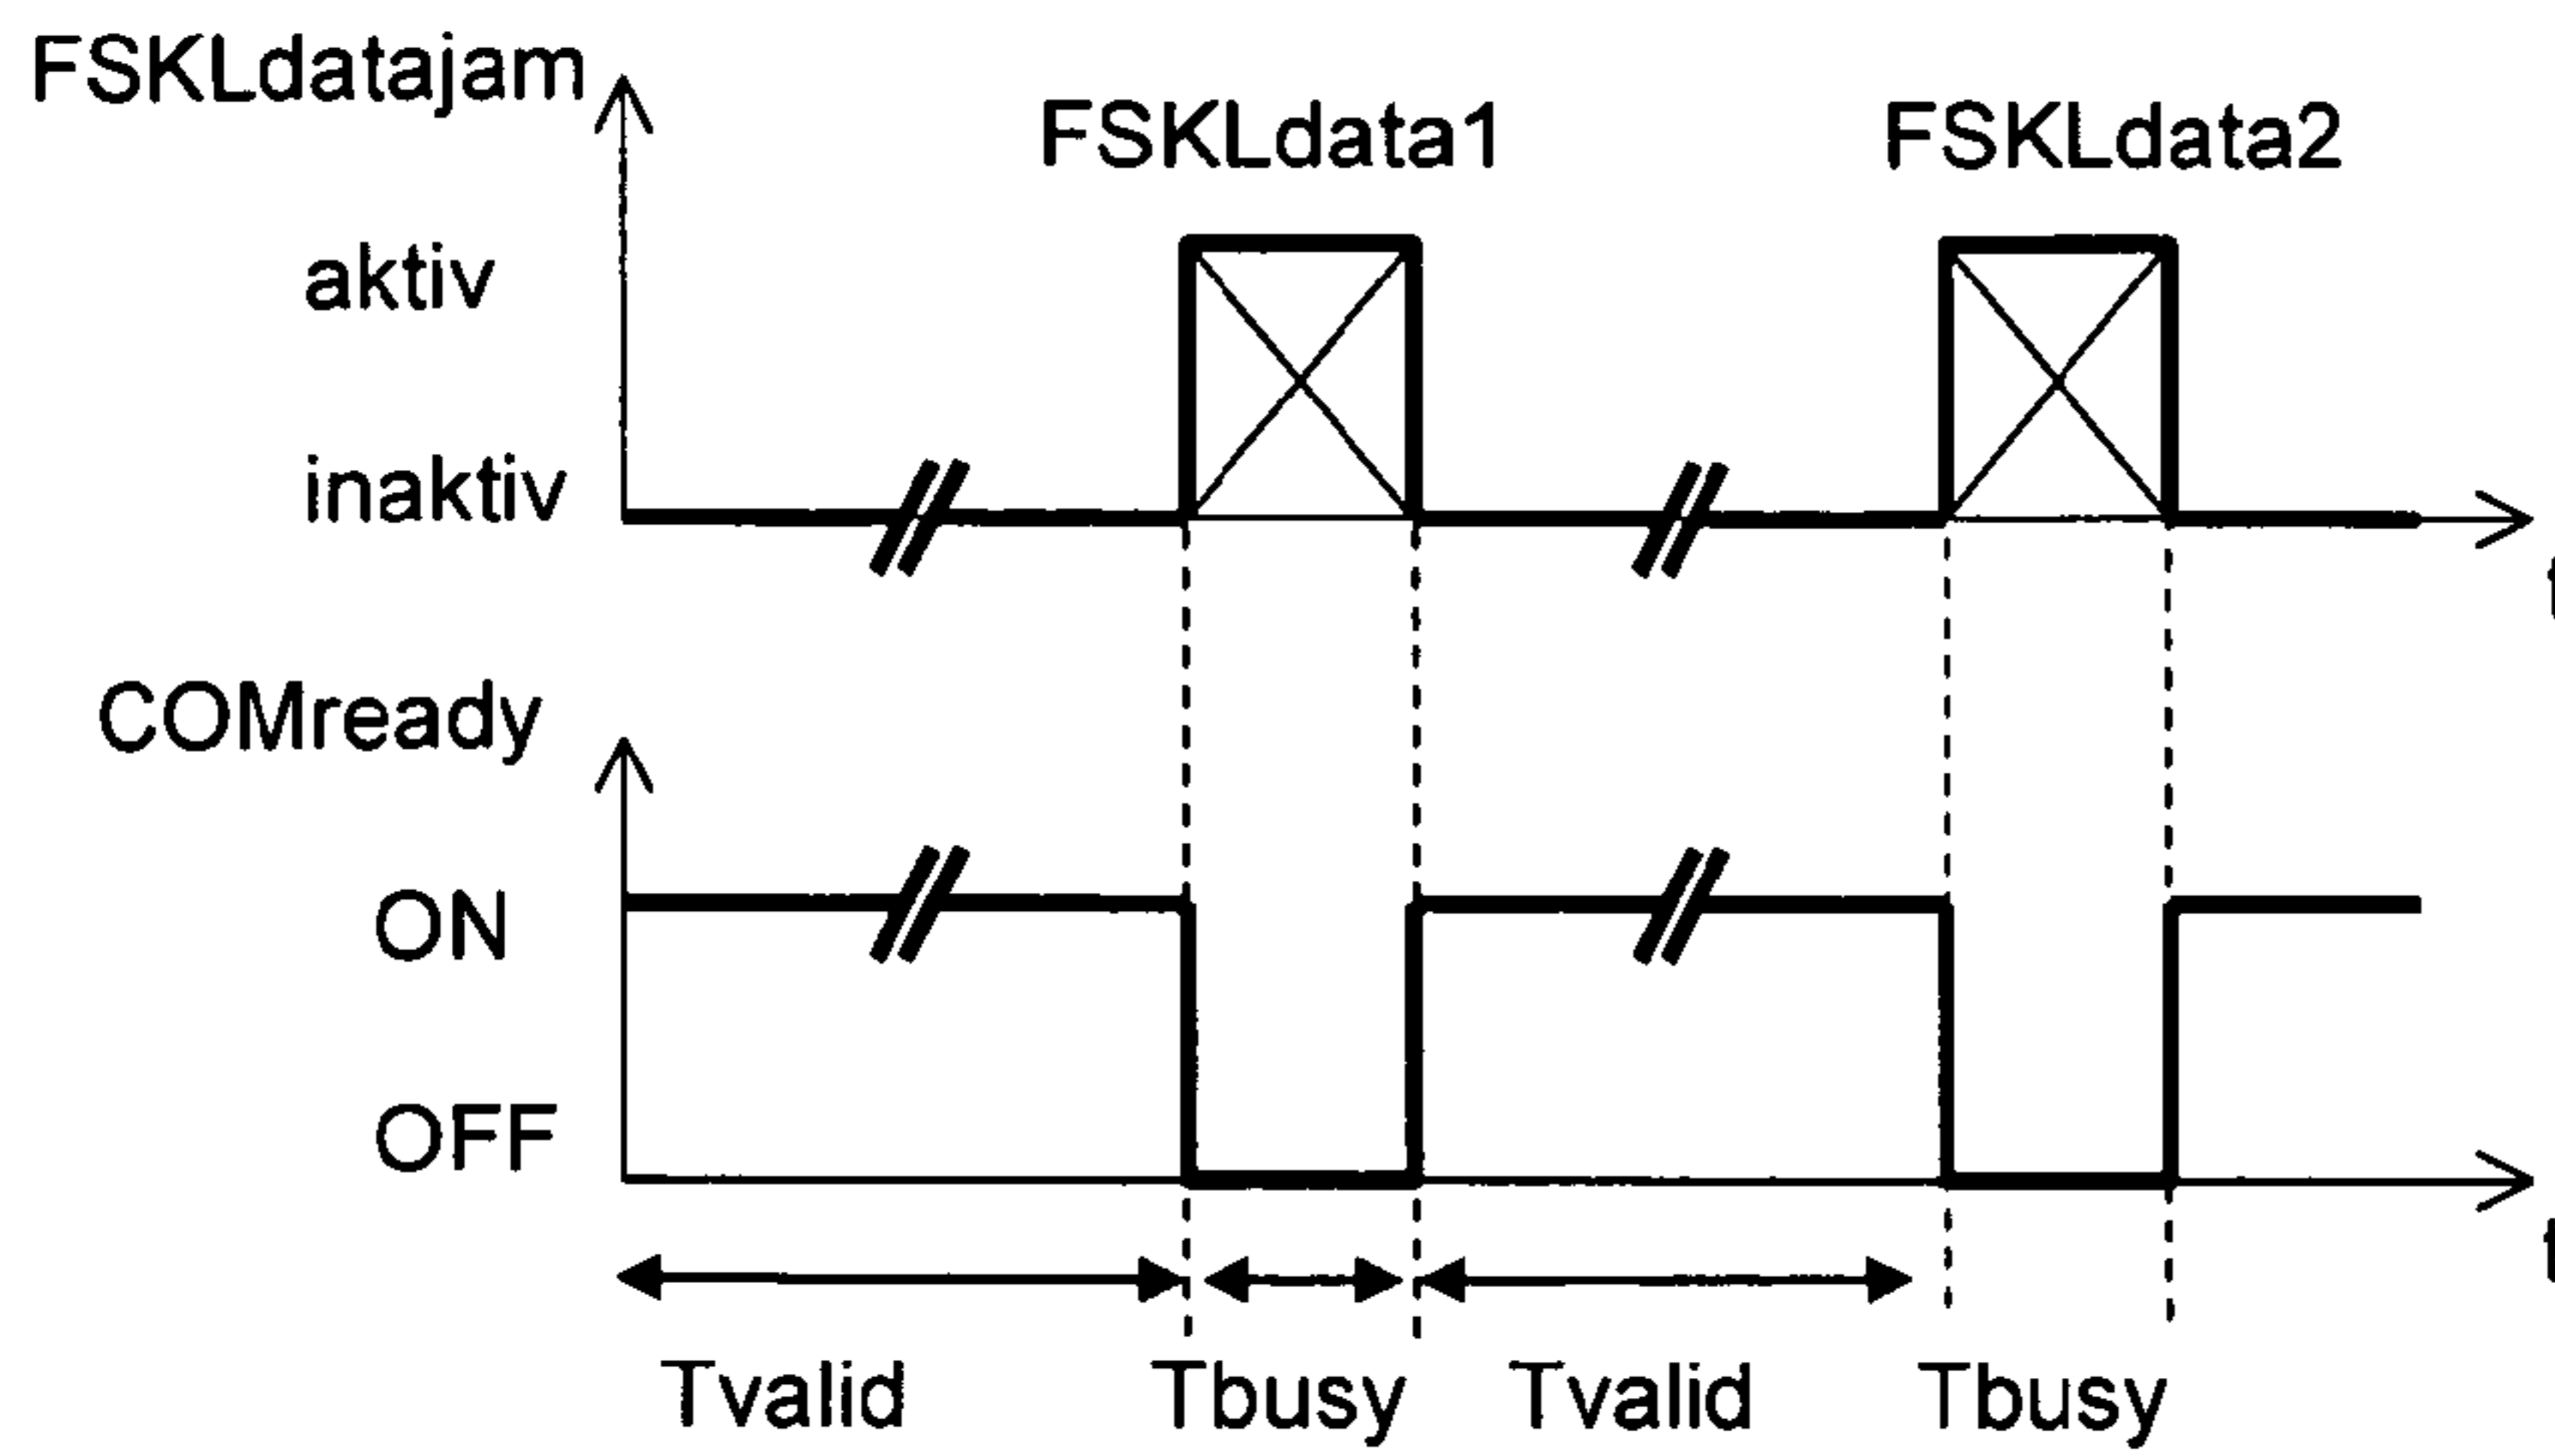 FSKLdatajam
FSKLdata1 FSKLdata2
aktiv
inaktiv
t
COMready
ON
OFF
t
Tvalid Tbusy Tvalid Tbusy